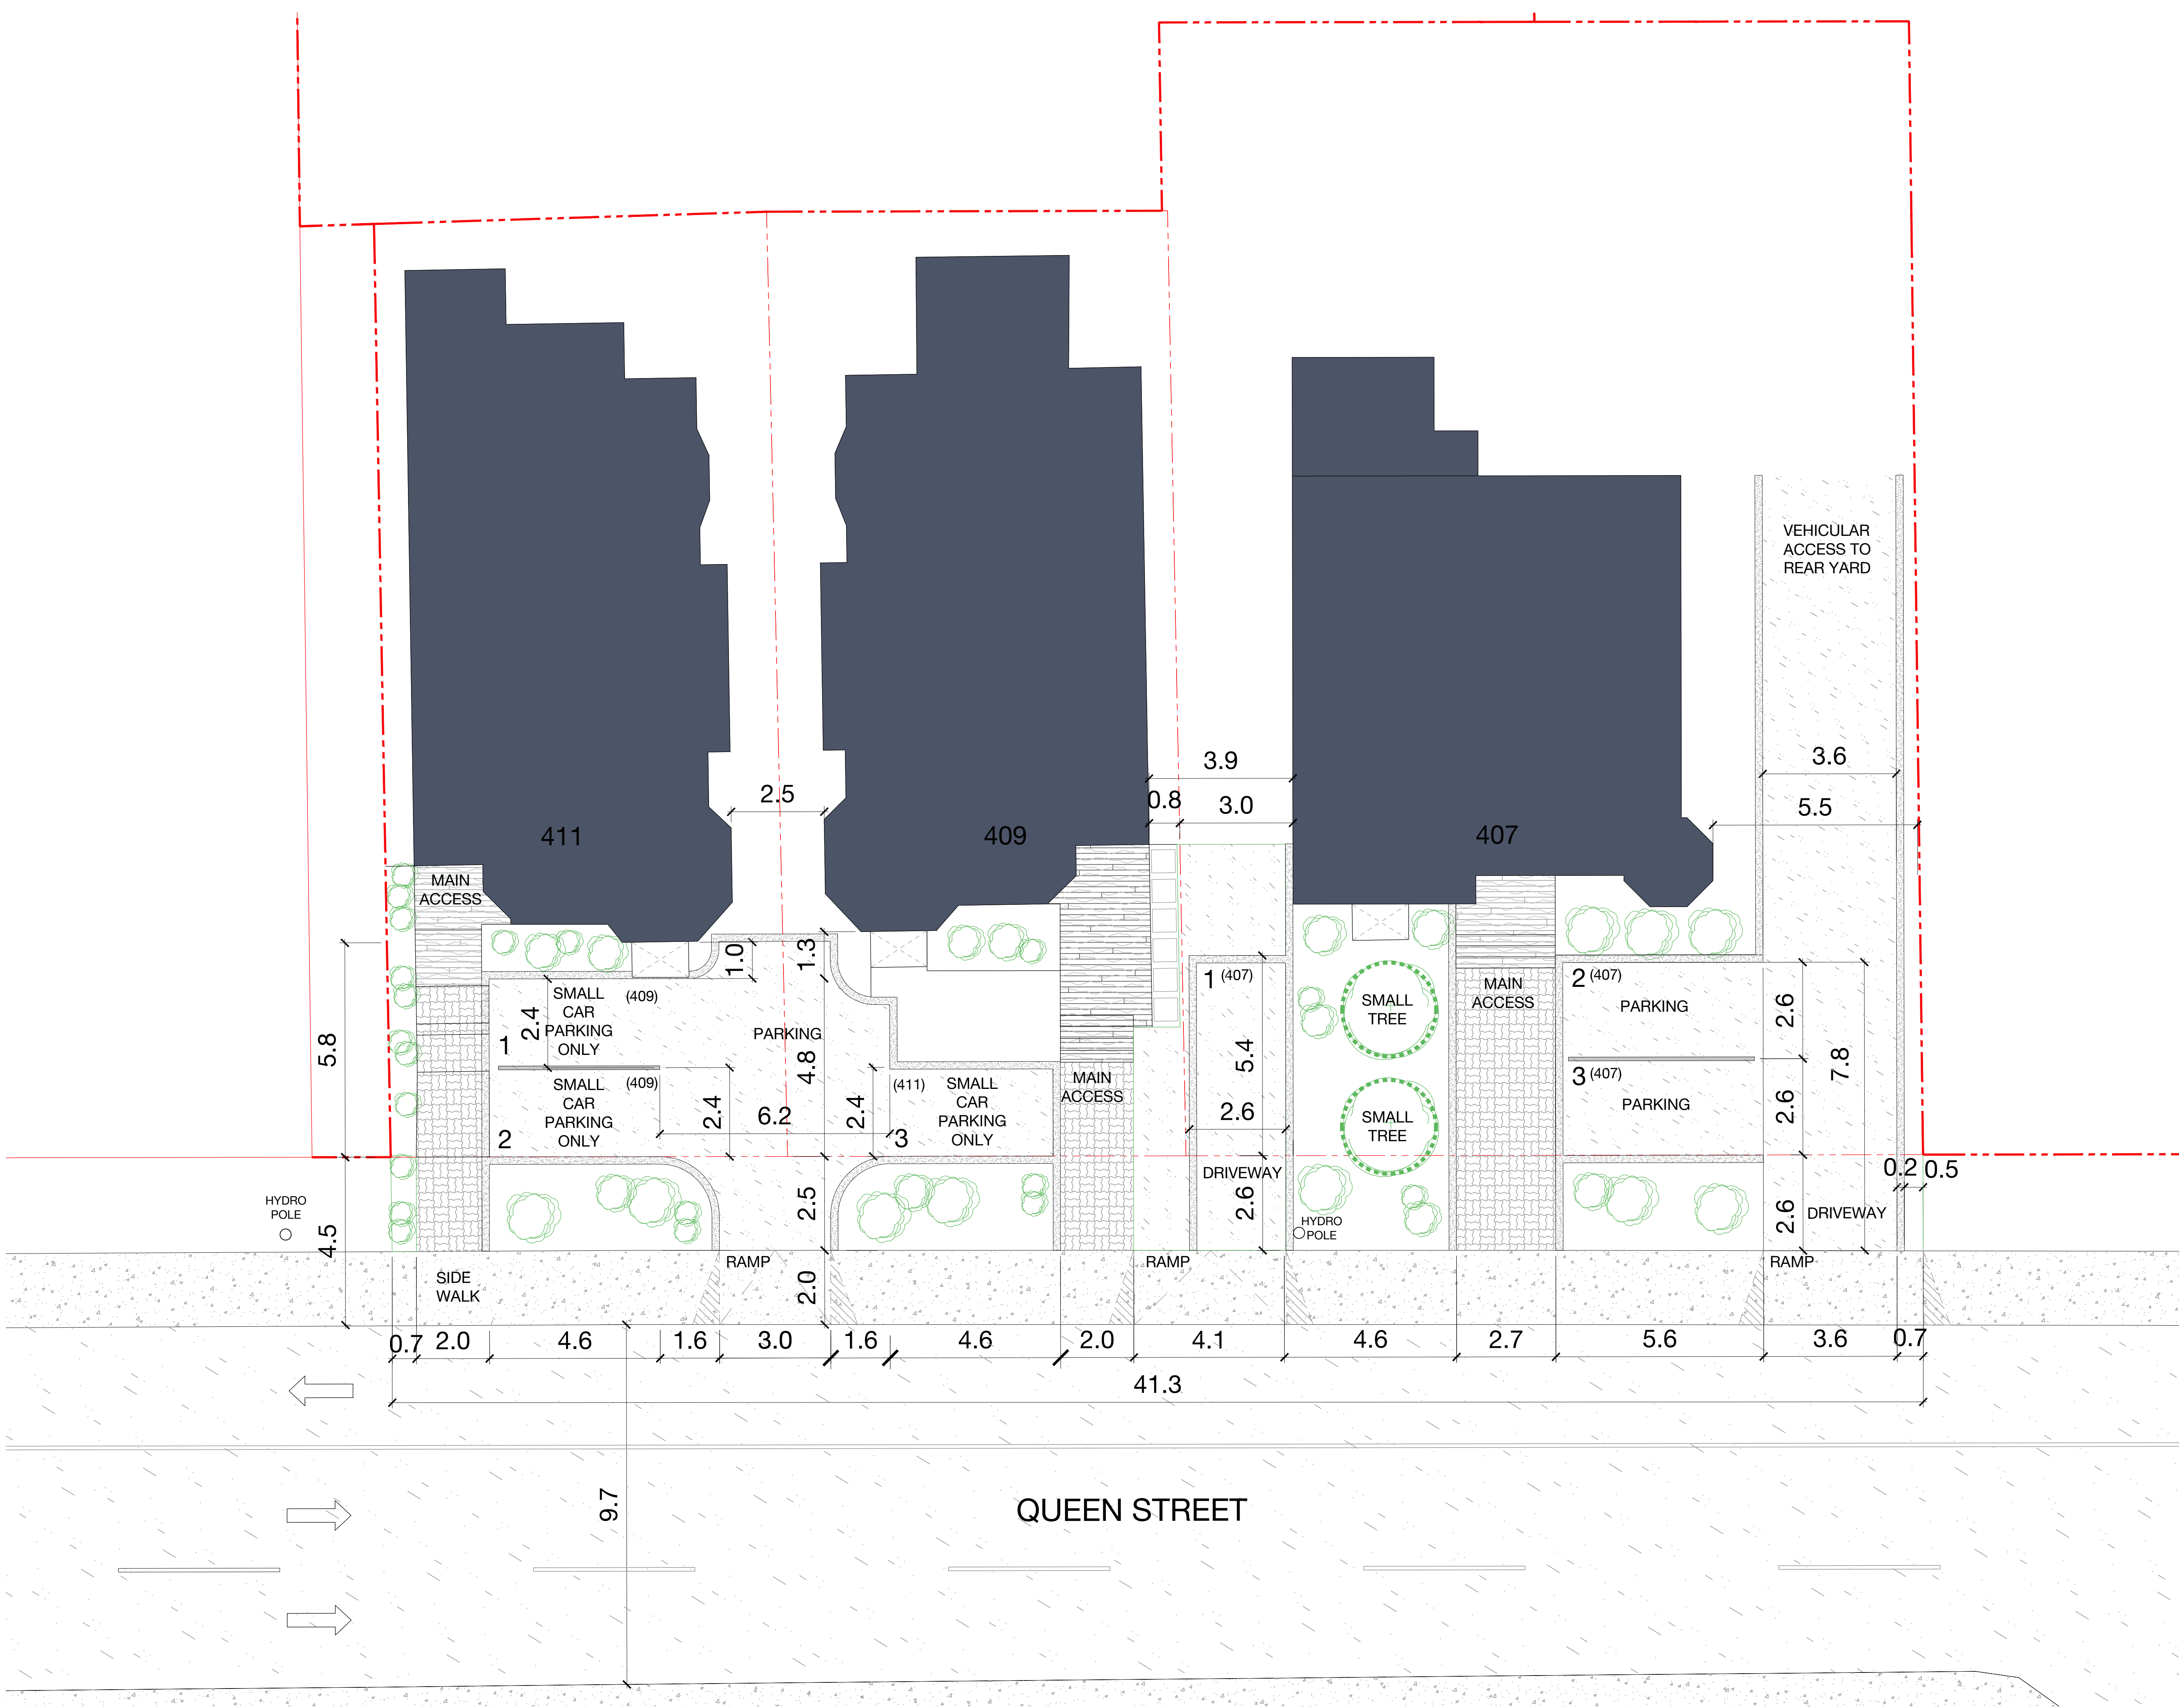 VEHICULAR
ACCESS TO
REAR YARD
3.9
3.6
2.5
0.8
3.0
5.5
411
409
407
MAIN
ACCESS
1.0
1.3
5.8
2.4
SMALL
CAR
PARKING
ONLY
(409)
1
PARKING
4.8
SMALL
CAR
PARKING
ONLY
(409)
2
2.4
6.2
2.4
(411)
SMALL
CAR
PARKING
ONLY
3
MAIN
ACCESS
1 (407)
5.4
2.6
SMALL
TREE
SMALL
TREE
MAIN
ACCESS
2 (407)
PARKING
2.6
3 (407)
PARKING
2.6
7.8
0.2
0.5
HYDRO
POLE
4.5
2.5
DRIVEWAY
2.6
HYDRO
POLE
2.6
DRIVEWAY
SIDE
WALK
RAMP
2.0
RAMP
RAMP
0.7
2.0
4.6
1.6
3.0
1.6
4.6
2.0
4.1
4.6
2.7
5.6
3.6
0.7
41.3
9.7
QUEEN STREET